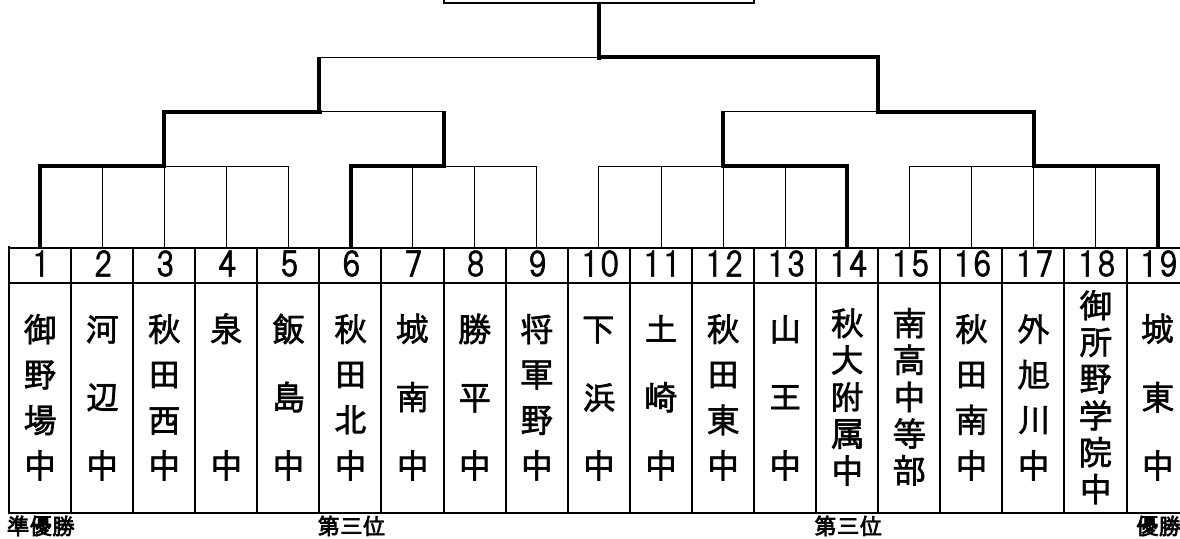 1 2 3 4 5 6 7 8 9 10 11 12 13 14 15 16 17 18 19
御野場中
河辺中
秋田西中
泉中
飯島中
秋田北中
城南中
勝平中
将軍野中
下浜中
土崎中
秋田東中
山王中
秋大附属中
南高中等部
秋田南中
外旭川中
御所野学院中
城東中
準優勝 第三位 第三位 優勝